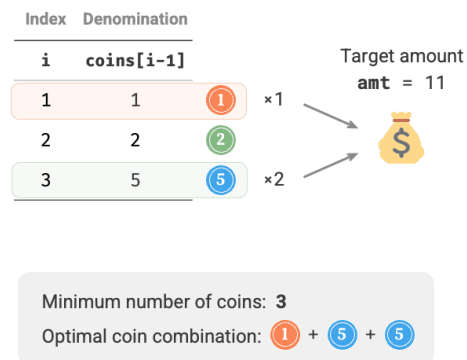 Index Denomination
i coins[i-1]
1 1 1 ×1
2 2 2
3 5 5 ×2
Target amount
amt = 11
$
Minimum number of coins: 3
Optimal coin combination: 1 + 5 + 5